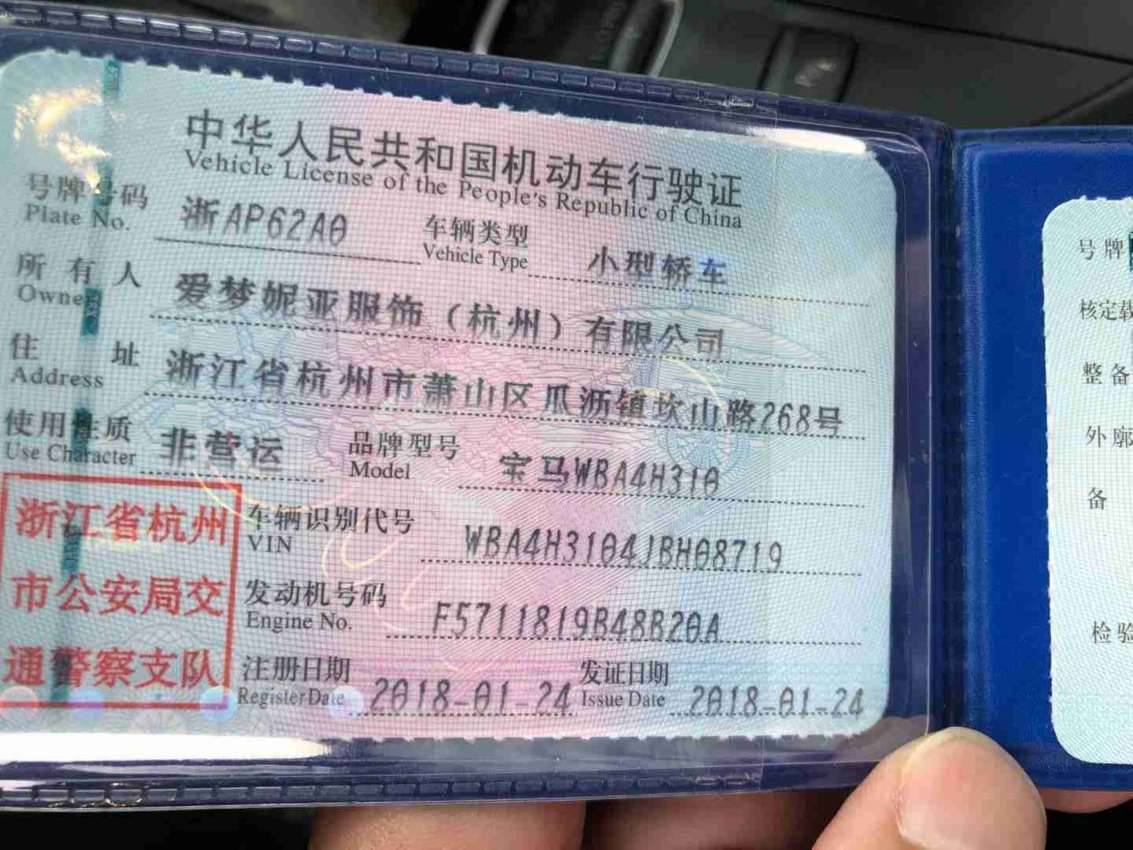 中华人民共和国机动车行驶证
Vehicle License of the People's Republic of China
号牌号码 浙AP62A0 车辆类型 小型轿车
Plate No. Vehicle Type
所有人 爱梦妮亚服饰（杭州）有限公司
Owner
住址 浙江省杭州市萧山区瓜沥镇坎山路268号
Address
使用性质 非营运 品牌型号 宝马WBA4H310
Use Character Model
浙江省杭州
市公安局交
通警察支队
车辆识别代号 WBA4H3104JBH08719
VIN
发动机号码 F5711819B48B20A
Engine No.
注册日期 2018-01-24 发证日期 2018-01-24
Register Date Issue Date
号牌
核定载
整备
外廓
备
检验